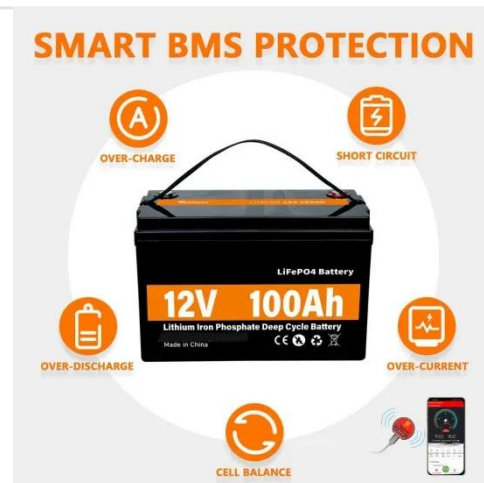 SMART BMS PROTECTION
OVER-CHARGE
SHORT CIRCUIT
LiFePO4 Battery
12V 100Ah
Lithium Iron Phosphate Deep Cycle Battery
Made in China
CE
OVER-DISCHARGE
OVER-CURRENT
CELL BALANCE